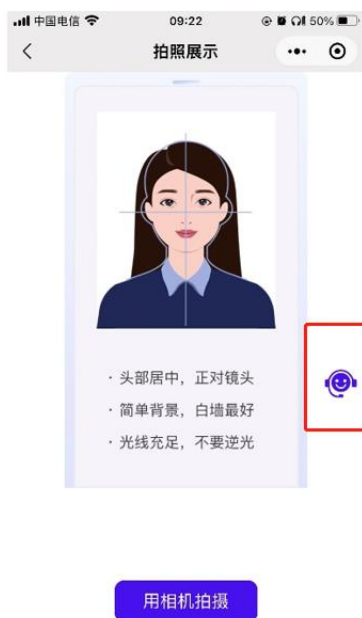 中国电信 09:22 50%
拍照展示
· 头部居中，正对镜头
· 简单背景，白墙最好
· 光线充足，不要逆光
用相机拍摄